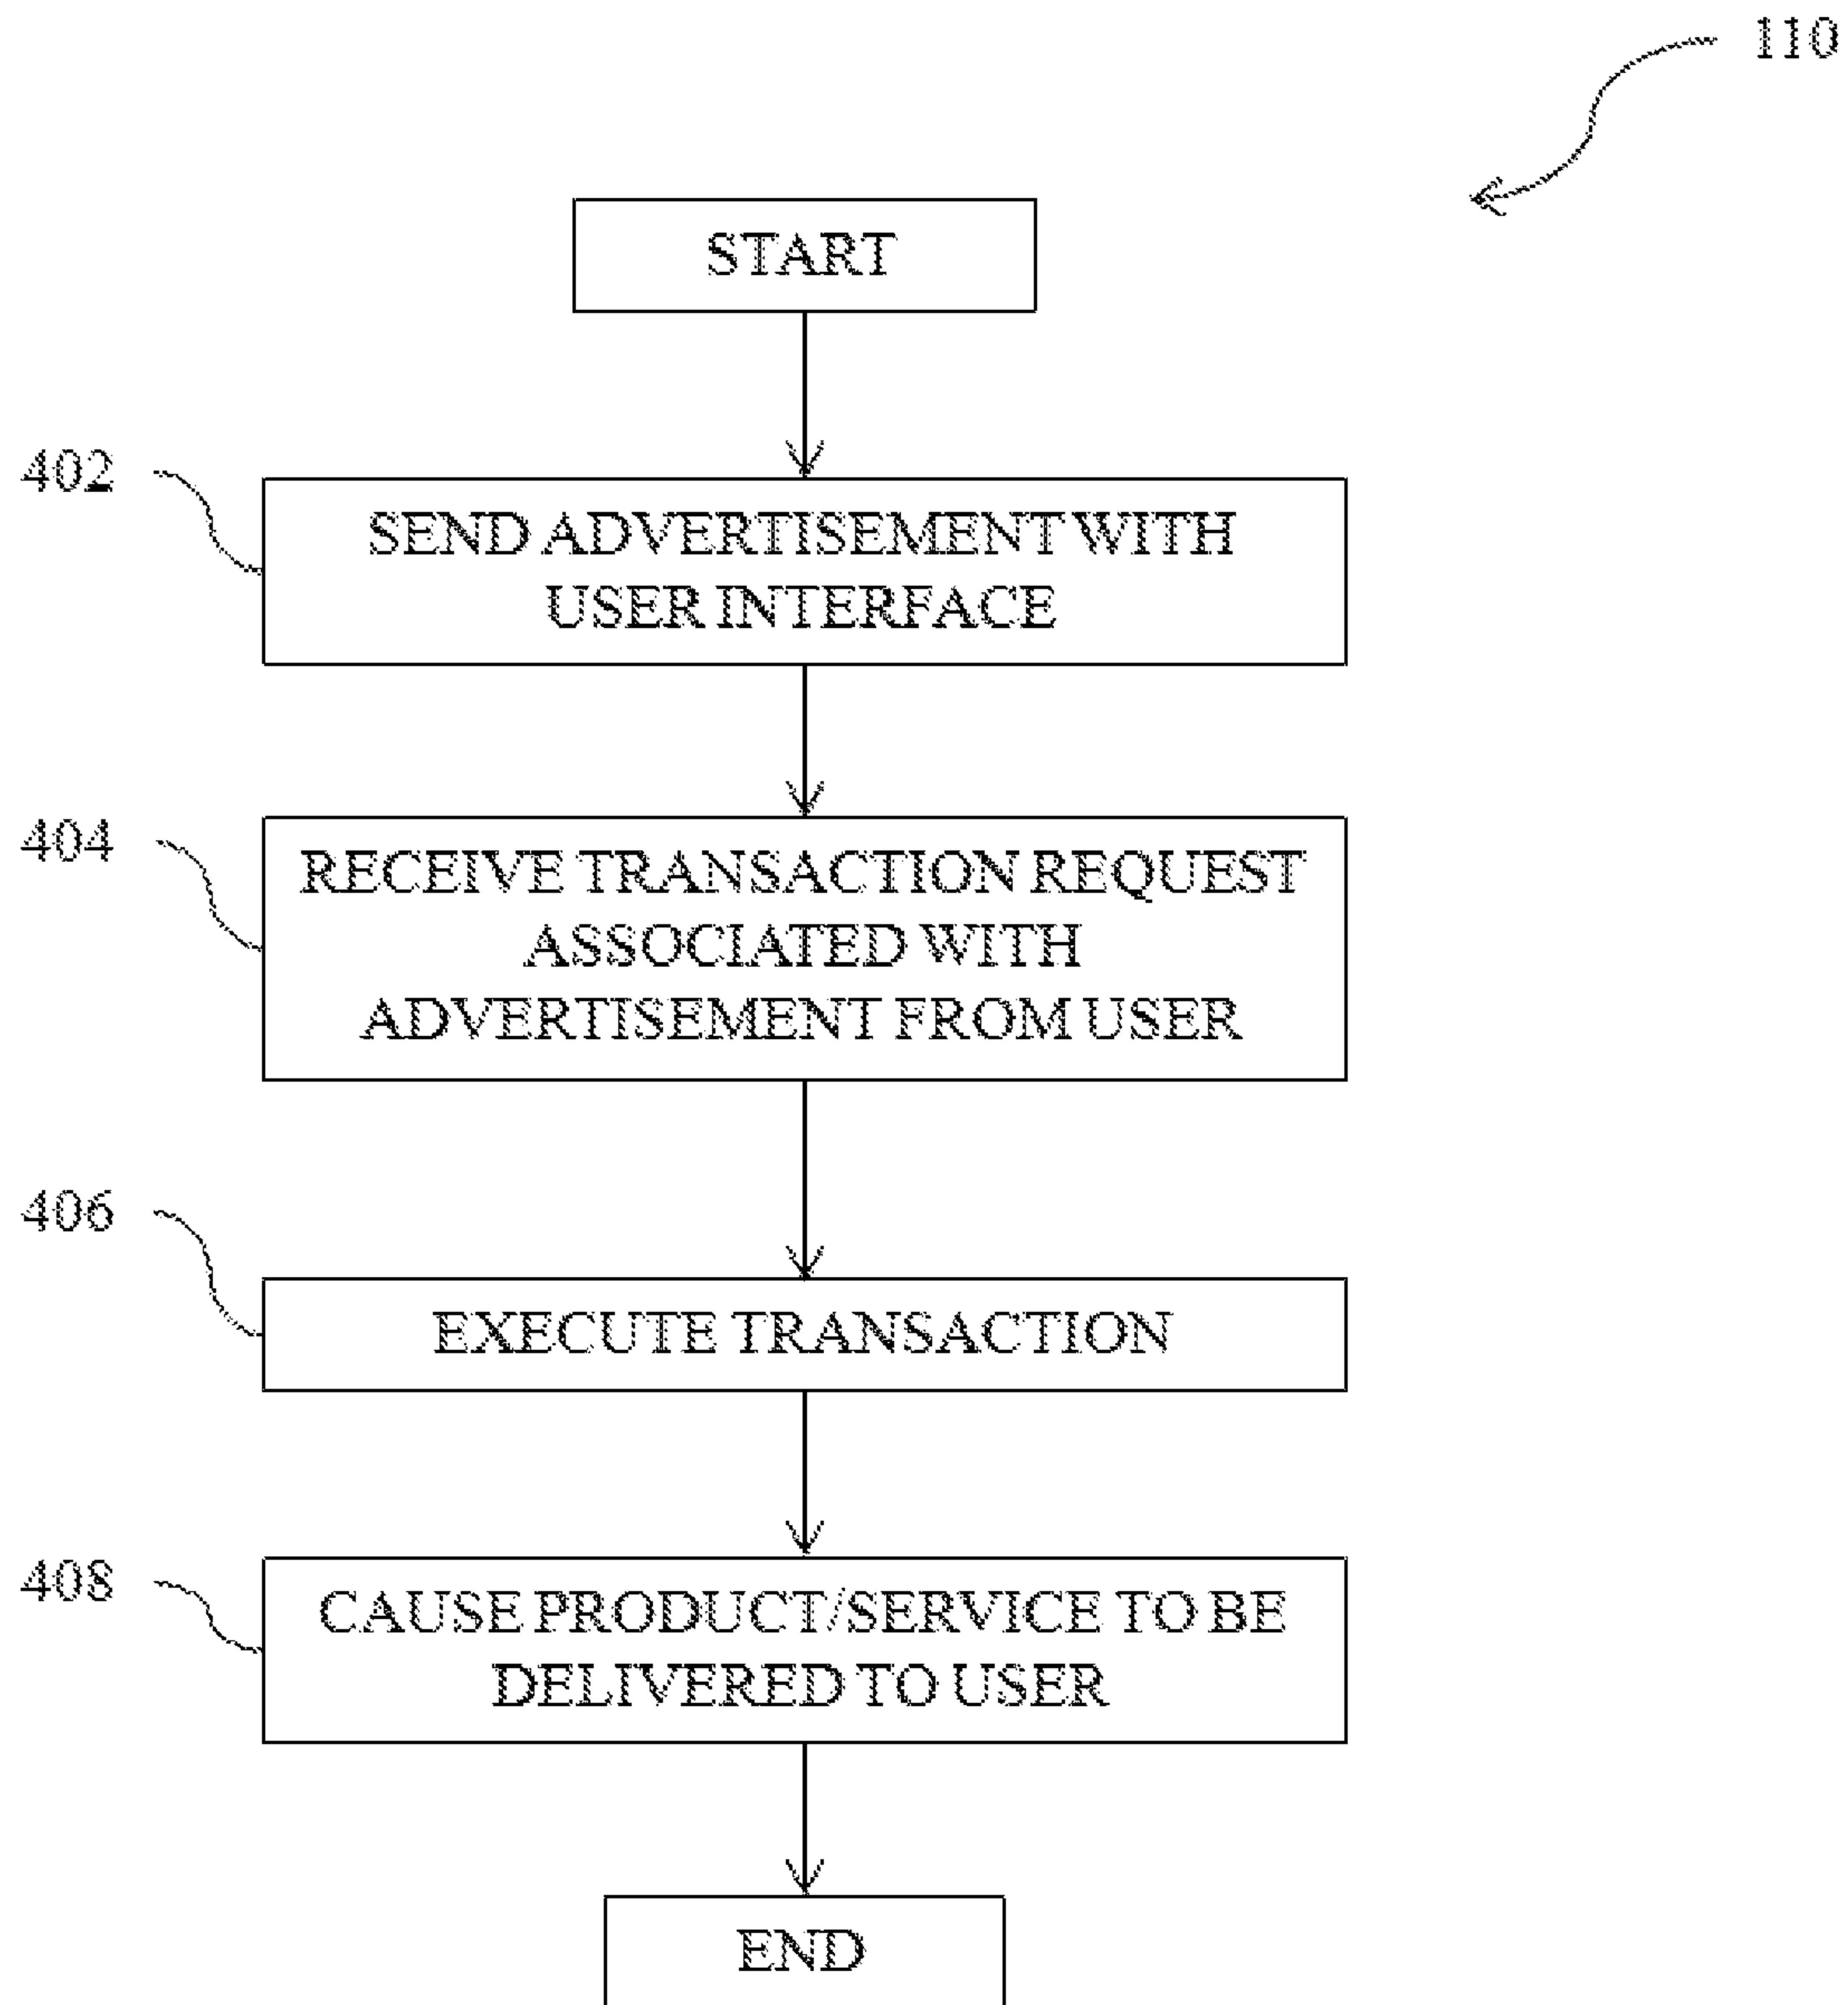 110
START
402
SEND ADVERTISEMENT WITH
USER INTERFACE
404
RECEIVE TRANSACTION REQUEST
ASSOCIATED WITH
ADVERTISEMENT FROM USER
406
EXECUTE TRANSACTION
408
CAUSE PRODUCT/SERVICE TO BE
DELIVERED TO USER
END